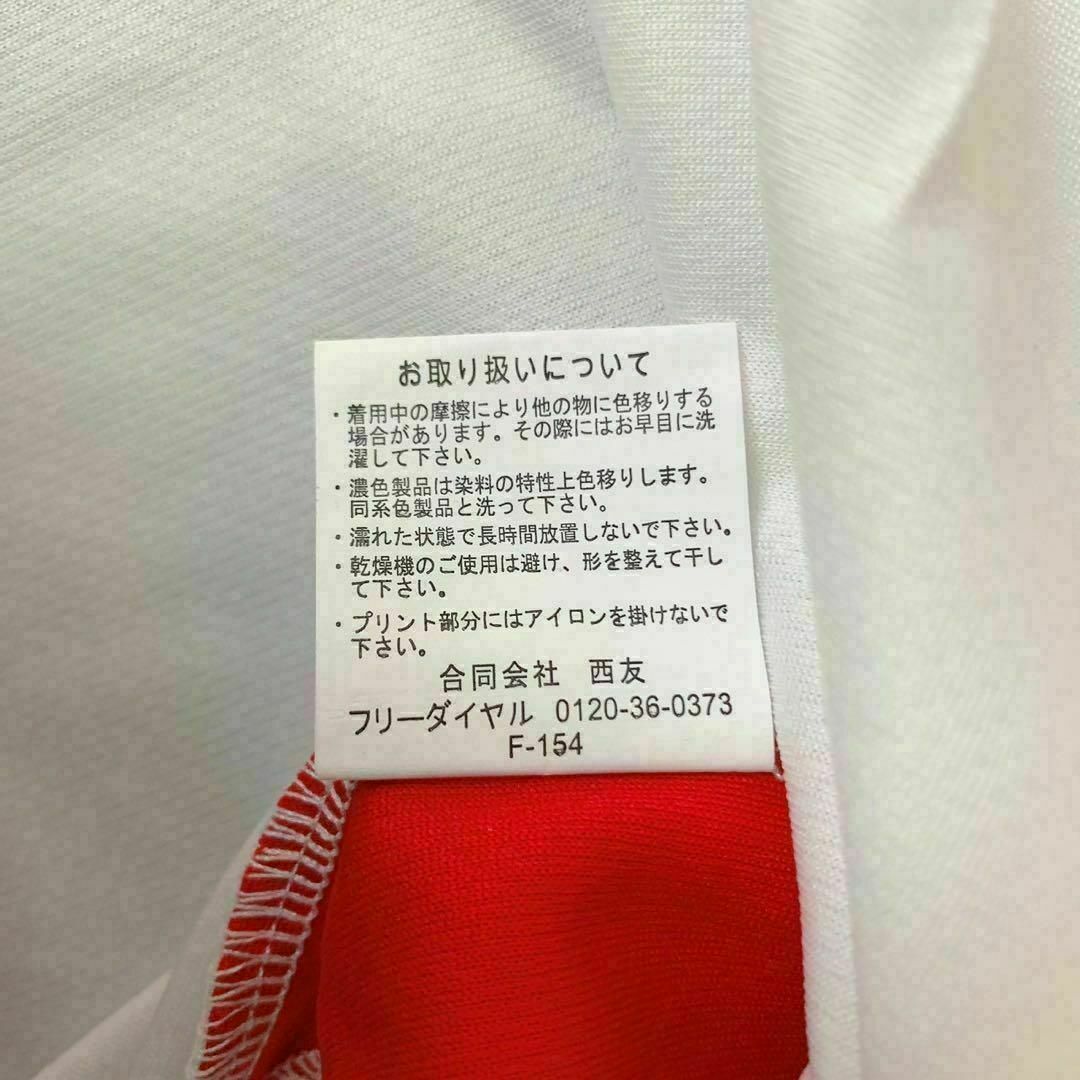 お取り扱いについて
・着用中の摩擦により他の物に色移りする
場合があります。その際にはお早目に洗
濯して下さい。
・濃色製品は染料の特性上色移りします。
同系色製品と洗って下さい。
・濡れた状態で長時間放置しないで下さい。
・乾燥機のご使用は避け、形を整えて干し
て下さい。
・プリント部分にはアイロンを掛けないで
下さい。
合同会社 西友
フリーダイヤル 0120-36-0373
F-154